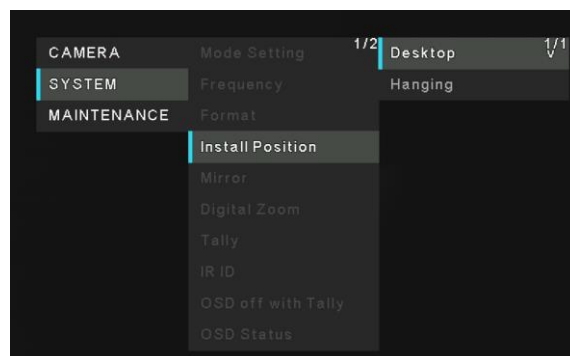 CAMERA
SYSTEM
MAINTENANCE
1/2
Mode Setting
Frequency
Format
Install Position
Mirror
Digital Zoom
Tally
IR ID
OSD off with Tally
OSD Status
1/1
Desktop
Hanging